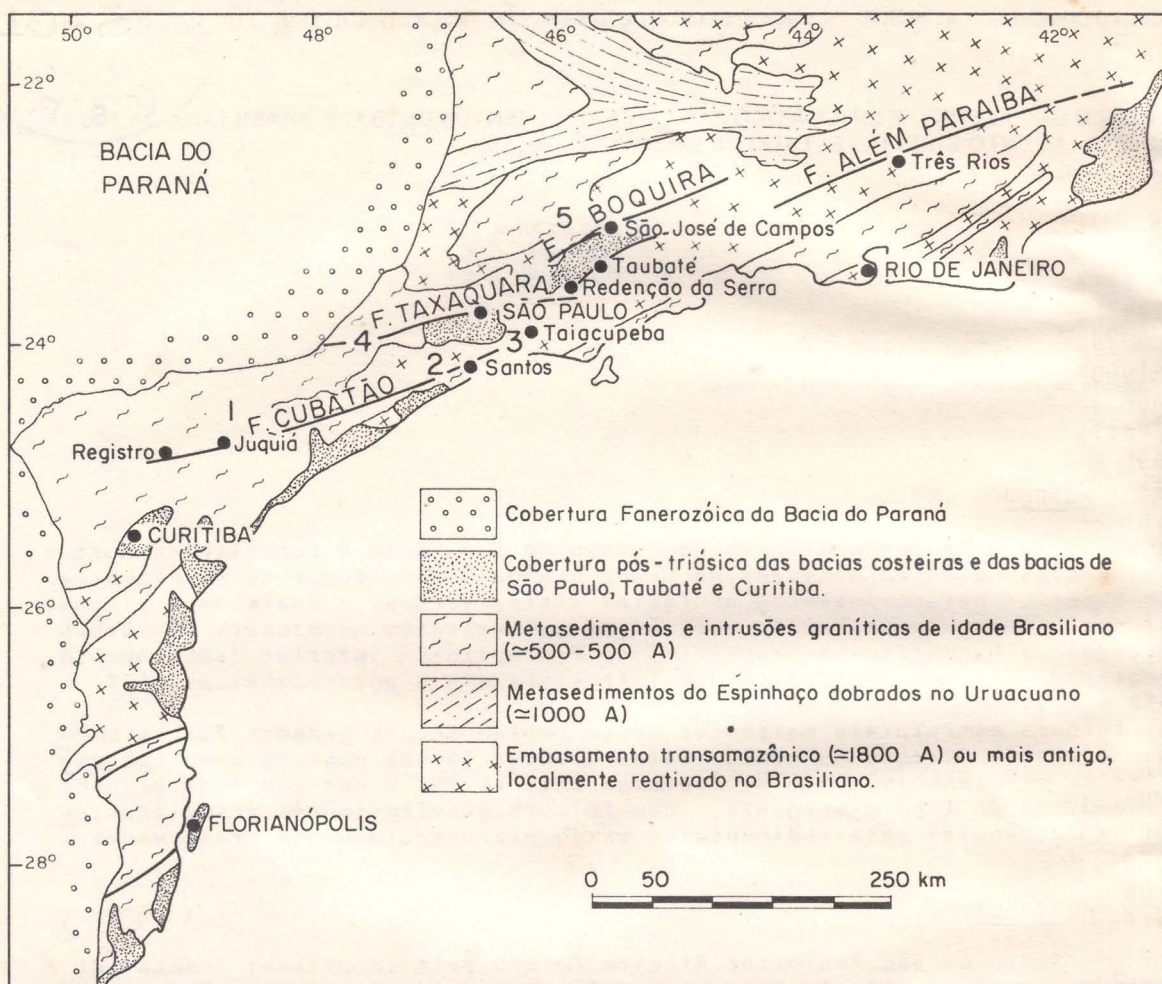 50° 48° 46° 44° 42°
22°
24°
26°
28°
BACIA DO
PARANÁ
F. ALÉM PARAIBA
Três Rios
5
F. BOQUIRA
São José de Campos
Taubaté
RIO DE JANEIRO
Redenção da Serra
F. TAXAQUARA
4
SÃO PAULO
3
Taiacupeba
2
Santos
F. CUBATÃO
1
Juquiá
Registro
CURITIBA
FLORIANÓPOLIS
Cobertura Fanerozóica da Bacia do Paraná
Cobertura pós-triásica das bacias costeiras e das bacias de
São Paulo, Taubaté e Curitiba.
Metasedimentos e intrusões graníticas de idade Brasiliano
(≃500-500 A)
Metasedimentos do Espinhaço dobrados no Uruacuano
(≃1000 A)
Embasamento transamazônico (≃1800 A) ou mais antigo,
localmente reativado no Brasiliano.
0 50 250 km